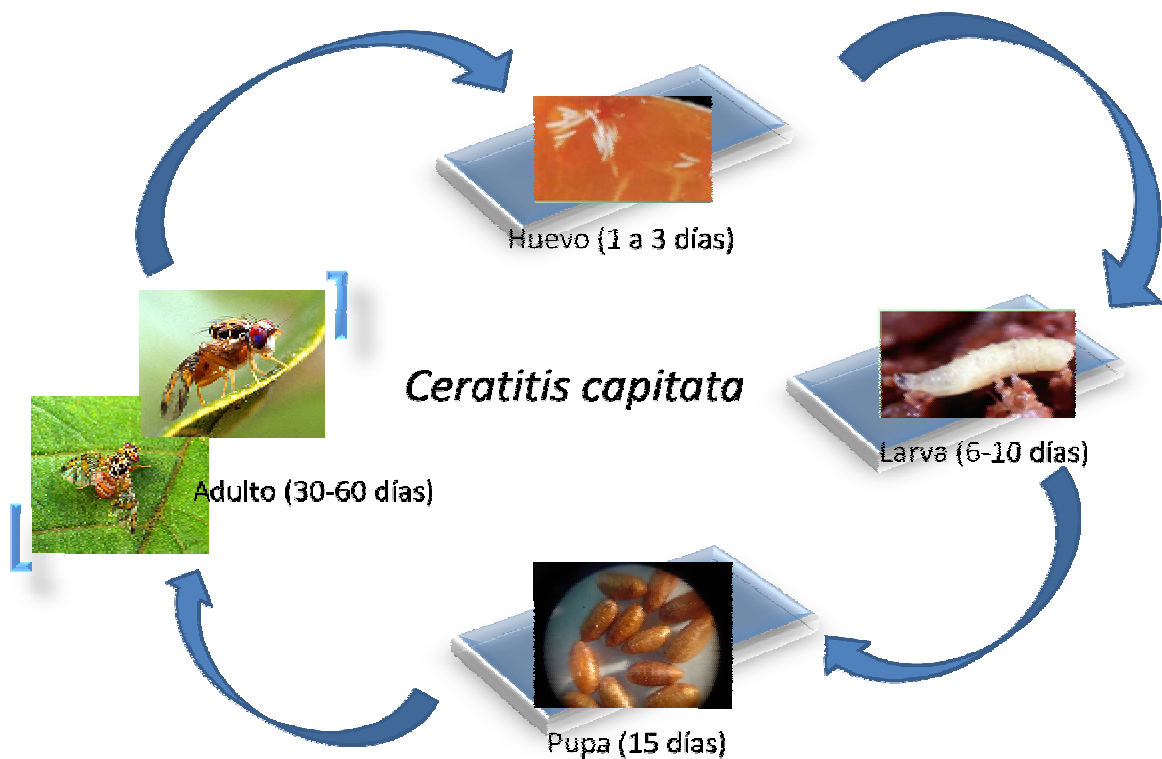 Huevo (1 a 3 días)
Ceratitis capitata
Larva (6-10 días)
Adulto (30-60 días)
Pupa (15 días)